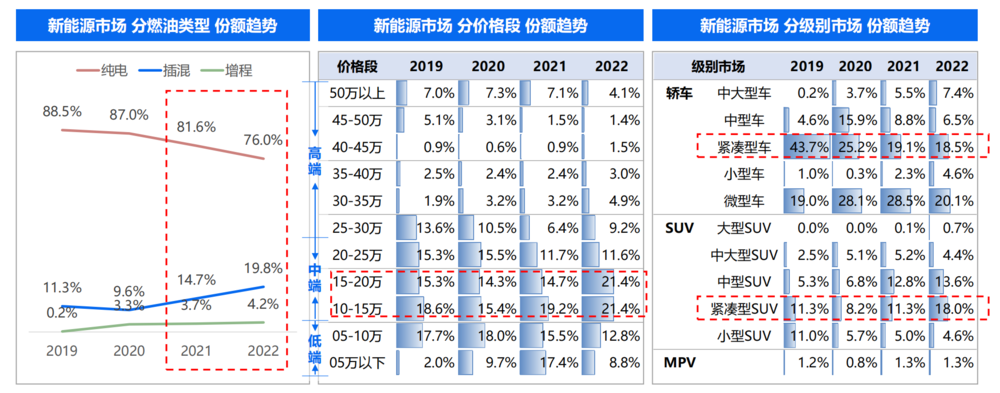 新能源市场 分燃油类型 份额趋势
纯电 插混 增程
88.5% 87.0% 81.6% 76.0%
11.3% 9.6% 14.7% 19.8%
0.2% 3.3% 3.7% 4.2%
2019 2020 2021 2022
新能源市场 分价格段 份额趋势
高端
中端
低端
价格段 2019 2020 2021 2022
50万以上 7.0% 7.3% 7.1% 4.1%
45-50万 5.1% 3.1% 1.5% 1.4%
40-45万 0.9% 0.6% 0.9% 1.5%
35-40万 2.5% 2.4% 2.4% 3.0%
30-35万 1.9% 3.2% 3.2% 4.9%
25-30万 13.6% 10.5% 6.4% 9.2%
20-25万 15.3% 15.5% 11.7% 11.6%
15-20万 15.3% 14.3% 14.7% 21.4%
10-15万 18.6% 15.4% 19.2% 21.4%
05-10万 17.7% 18.0% 15.5% 12.8%
05万以下 2.0% 9.7% 17.4% 8.8%
新能源市场 分级别市场 份额趋势
级别市场 2019 2020 2021 2022
轿车 中大型车 0.2% 3.7% 5.5% 7.4%
中型车 4.6% 15.9% 8.8% 6.5%
紧凑型车 43.7% 25.2% 19.1% 18.5%
小型车 1.0% 0.3% 2.3% 4.6%
微型车 19.0% 28.1% 28.5% 20.1%
SUV 大型SUV 0.0% 0.0% 0.1% 0.7%
中大型SUV 2.5% 5.1% 5.2% 4.4%
中型SUV 5.3% 6.8% 12.8% 13.6%
紧凑型SUV 11.3% 8.2% 11.3% 18.0%
小型SUV 11.0% 5.7% 5.0% 4.6%
MPV 1.2% 0.8% 1.3% 1.3%